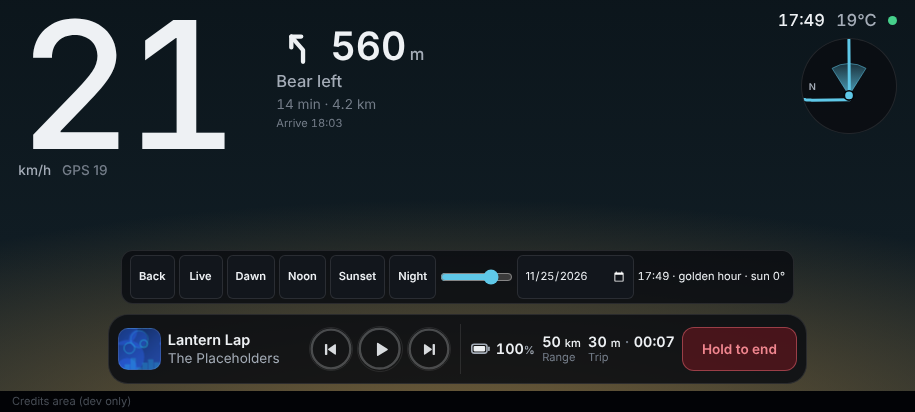 21
km/h GPS 19
560 m
Bear left
14 min · 4.2 km
Arrive 18:03
17:49 19°C
N
Back Live Dawn Noon Sunset Night 11/25/2026 17:49 · golden hour · sun 0°
Lantern Lap
The Placeholders
100% 50 km 30 m · 00:07
Range Trip
Hold to end
Credits area (dev only)